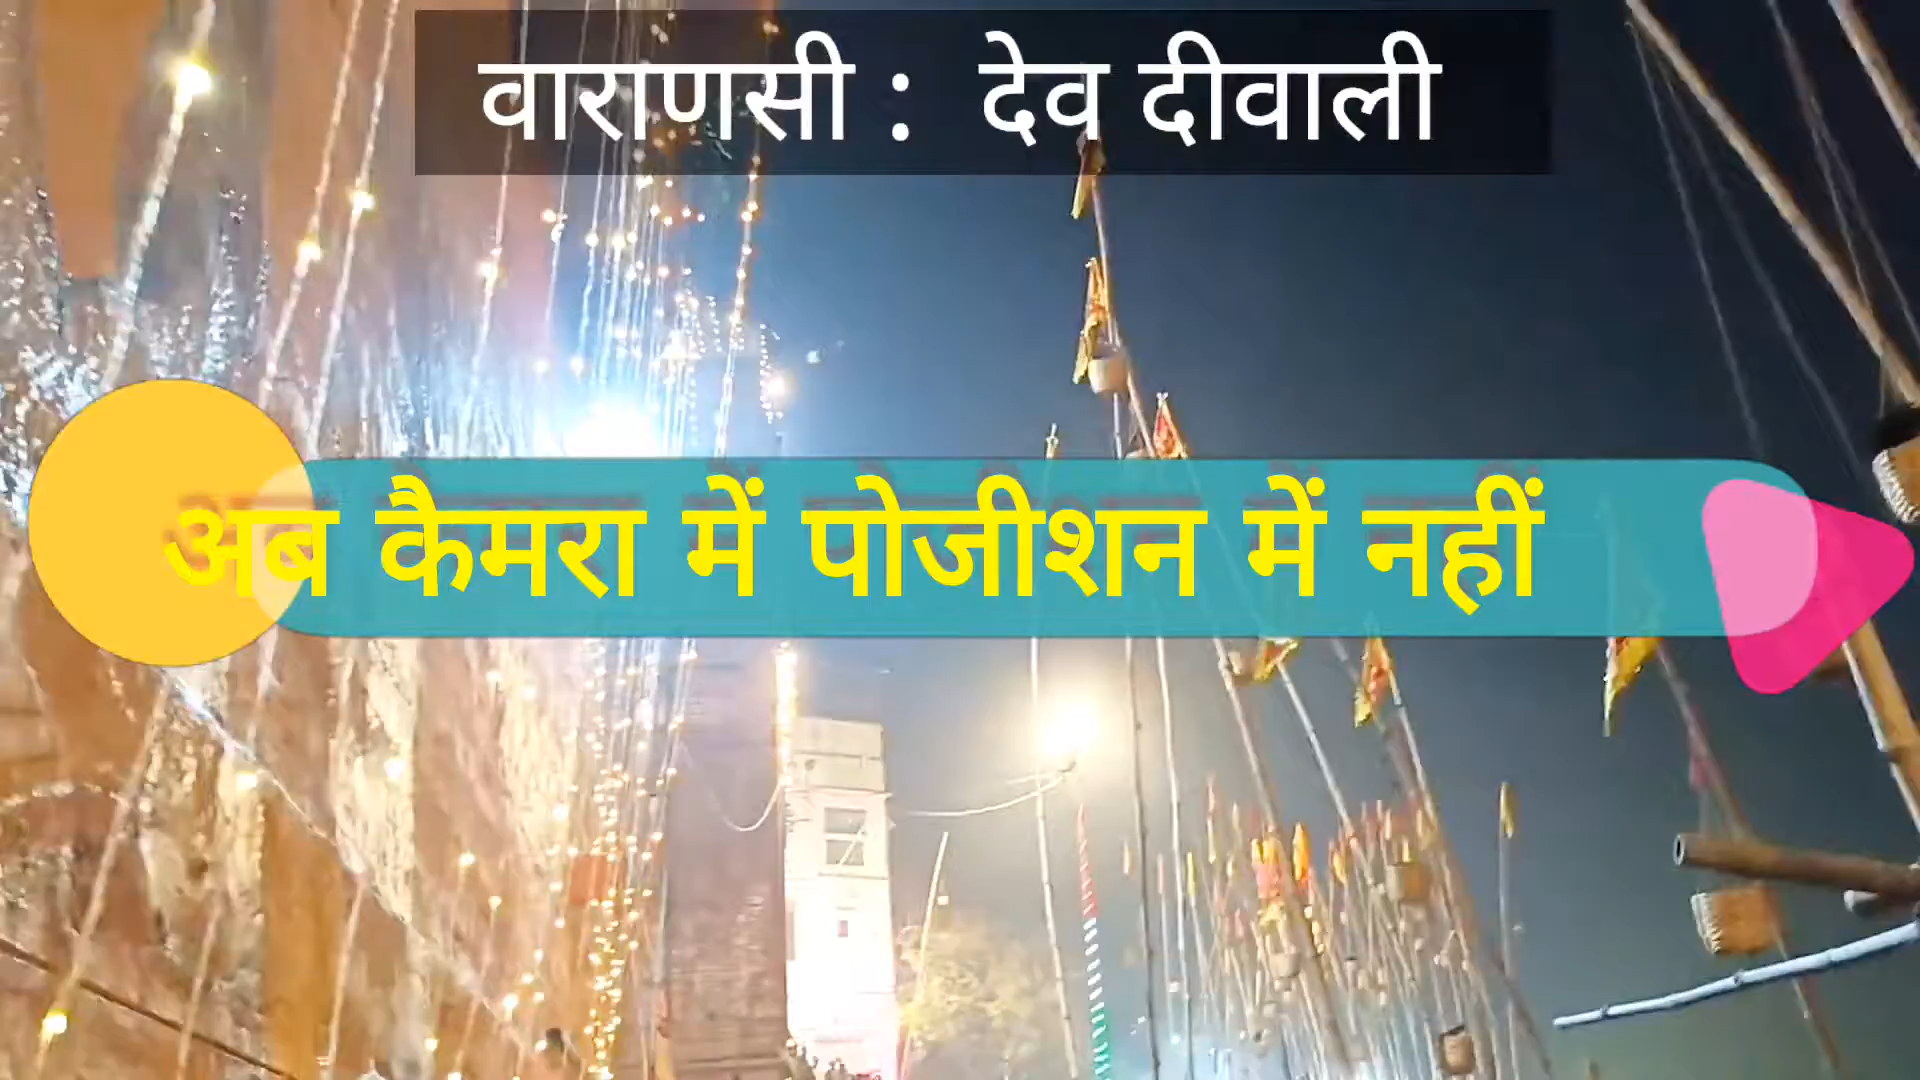 वाराणसी : देव दीवाली
अब कैमरा में पोजीशन में नहीं